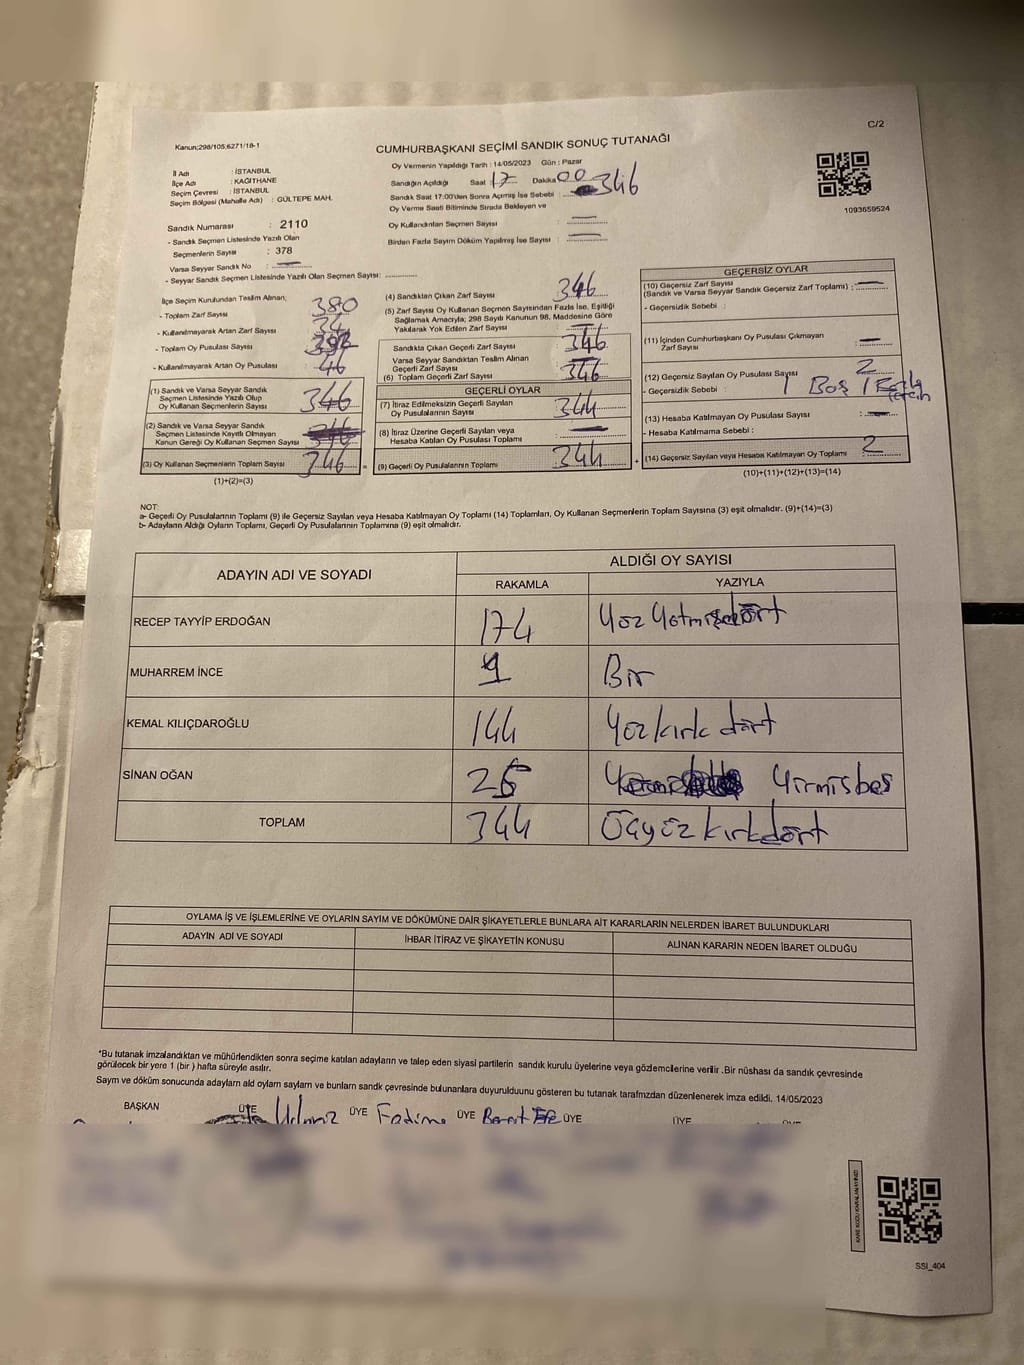 C/2
Kanun;298/105;6271/18-1
CUMHURBAŞKANI SEÇİMİ SANDIK SONUÇ TUTANAĞI
Oy Vermenin Yapıldığı Tarih : 14/05/2023 Gün : Pazar
İl Adı : İSTANBUL
İlçe Adı : KAĞITHANE
Seçim Çevresi : İSTANBUL
Seçim Bölgesi (Mahalle Adı) : GÜLTEPE MAH.
Sandığın Açıldığı Saat 17 Dakika 00
Sandık Saat 17:00'den Sonra Açmış İse Sebebi : 346
Oy Verme Saati Bitiminde Sırada Bekleyen ve
Oy Kullandırılan Seçmen Sayısı :
Birden Fazla Sayım Döküm Yapılmış İse Sayısı :
1093659524
Sandık Numarası : 2110
- Sandık Seçmen Listesinde Yazılı Olan
Seçmenlerin Sayısı : 378
Varsa Seyyar Sandık No :
- Seyyar Sandık Seçmen Listesinde Yazılı Olan Seçmen Sayısı:
İlçe Seçim Kurulundan Teslim Alınan;
- Toplam Zarf Sayısı 380
- Kullanılmayarak Artan Zarf Sayısı 34
- Toplam Oy Pusulası Sayısı
- Kullanılmayarak Artan Oy Pusulası 46
(1) Sandık ve Varsa Seyyar Sandık
Seçmen Listesinde Yazılı Olup
Oy Kullanan Seçmenlerin Sayısı 346
(2) Sandık ve Varsa Seyyar Sandık
Seçmen Listesinde Kayıtlı Olmayan
Kanun Gereği Oy Kullanan Seçmen Sayısı
(3) Oy Kullanan Seçmenlerin Toplam Sayısı 346 =
(1)+(2)=(3)
(4) Sandıktan Çıkan Zarf Sayısı 346
(5) Zarf Sayısı Oy Kullanan Seçmen Sayısından Fazla İse, Eşitliği
Sağlamak Amacıyla; 298 Sayılı Kanunun 98. Maddesine Göre
Yakılarak Yok Edilen Zarf Sayısı
Sandıkta Çıkan Geçerli Zarf Sayısı 346
Varsa Seyyar Sandıktan Teslim Alınan
Geçerli Zarf Sayısı
(6) Toplam Geçerli Zarf Sayısı 346
GEÇERLİ OYLAR
(7) İtiraz Edilmeksizin Geçerli Sayılan
Oy Pusulalarının Sayısı 344
(8) İtiraz Üzerine Geçerli Sayılan veya
Hesaba Katılan Oy Pusulası Toplamı
(9) Geçerli Oy Pusulalarının Toplamı 344
GEÇERSİZ OYLAR
(10) Geçersiz Zarf Sayısı
(Sandık ve Varsa Seyyar Sandık Geçersiz Zarf Toplamı) :
- Geçersizlik Sebebi :
(11) İçinden Cumhurbaşkanı Oy Pusulası Çıkmayan
Zarf Sayısı
(12) Geçersiz Sayılan Oy Pusulası Sayısı 2
- Geçersizlik Sebebi : 1 Boş 1
(13) Hesaba Katılmayan Oy Pusulası Sayısı :
- Hesaba Katılmama Sebebi :
(14) Geçersiz Sayılan veya Hesaba Katılmayan Oy Toplamı 2
(10)+(11)+(12)+(13)=(14)
NOT:
a- Geçerli Oy Pusulalarının Toplamı (9) ile Geçersiz Sayılan veya Hesaba Katılmayan Oy Toplamı (14) Toplamları, Oy Kullanan Seçmenlerin Toplam Sayısına (3) eşit olmalıdır. (9)+(14)=(3)
b- Adayların Aldığı Oyların Toplamı, Geçerli Oy Pusulalarının Toplamına (9) eşit olmalıdır.
ADAYIN ADI VE SOYADI
ALDIĞI OY SAYISI
RAKAMLA YAZIYLA
RECEP TAYYİP ERDOĞAN 174 Yüz Yetmişdört
MUHARREM İNCE 1 Bir
KEMAL KILIÇDAROĞLU 144 Yüz kırk dört
SİNAN OĞAN 25 Yirmisbeş
TOPLAM 344 Üçyüz kırkdört
OYLAMA İŞ VE İŞLEMLERİNE VE OYLARIN SAYIM VE DÖKÜMÜNE DAİR ŞİKAYETLERLE BUNLARA AİT KARARLARIN NELERDEN İBARET BULUNDUKLARI
ADAYIN ADI VE SOYADI İHBAR İTİRAZ VE ŞİKAYETİN KONUSU ALINAN KARARIN NEDEN İBARET OLDUĞU
*Bu tutanak imzalandıktan ve mühürlendikten sonra seçime katılan adayların ve talep eden siyasi partilerin sandık kurulu üyelerine veya gözlemcilerine verilir .Bir nüshası da sandık çevresinde
görülecek bir yere 1 (bir ) hafta süreyle asılır.
Sayım ve döküm sonucunda adayların ald oyların sayları ve bunların sandk çevresinde bulunanlara duyurulduunu gösteren bu tutanak tarafmzdan düzenlenerek imza edildi. 14/05/2023
BAŞKAN ÜYE ÜYE Fadime ÜYE ÜYE ÜYE
SSI_404